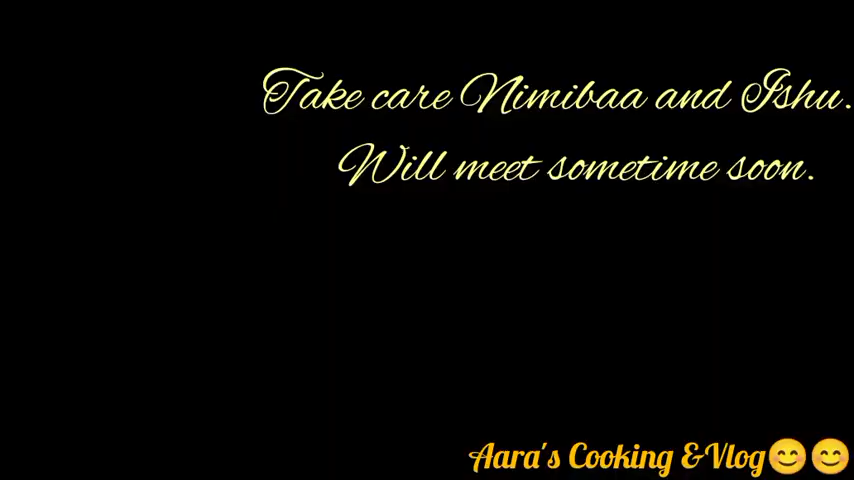 Take care Nimibaa and Ishu.
Will meet sometime soon.
Aara's Cooking &Vlog😊😊